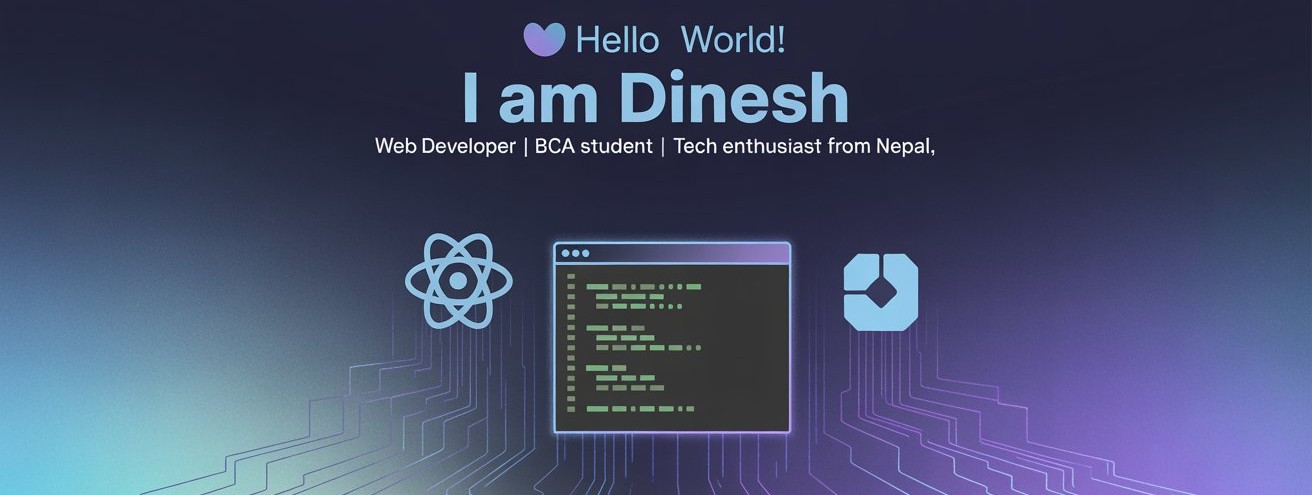 Hello World!
I am Dinesh
Web Developer | BCA student | Tech enthusiast from Nepal,